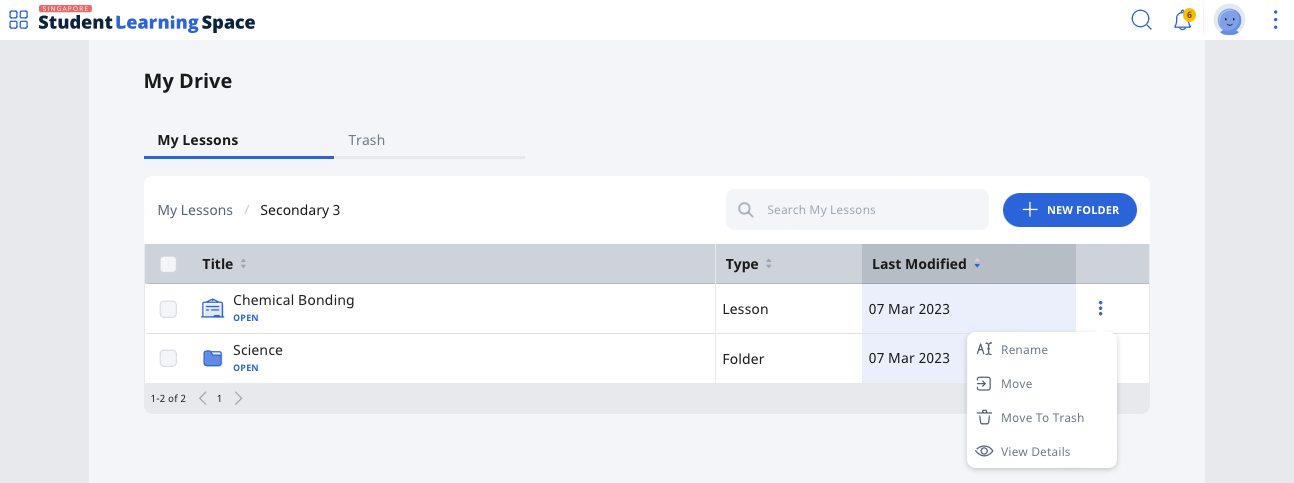 SINGAPORE
Student Learning Space
6
My Drive
My Lessons Trash
My Lessons / Secondary 3 Search My Lessons NEW FOLDER
Title Type Last Modified
Chemical Bonding Lesson 07 Mar 2023
OPEN
Science Folder 07 Mar 2023
OPEN
1-2 of 2 1
Rename
Move
Move To Trash
View Details